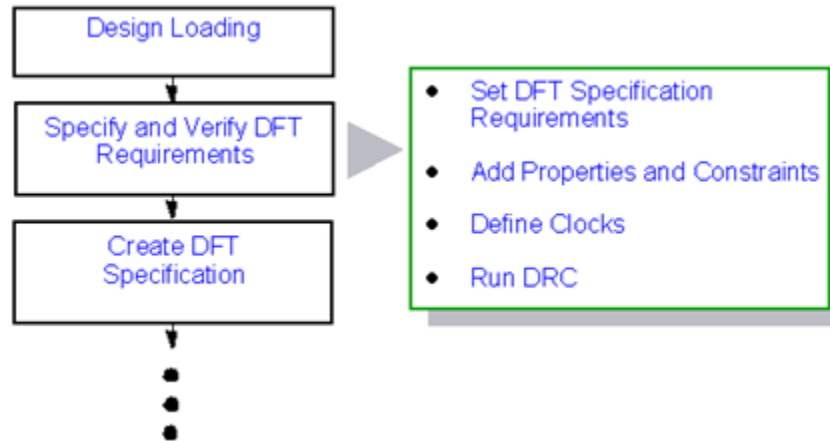 Design Loading
Specify and Verify DFT
Requirements
Create DFT
Specification
Set DFT Specification
Requirements
Add Properties and Constraints
Define Clocks
Run DRC